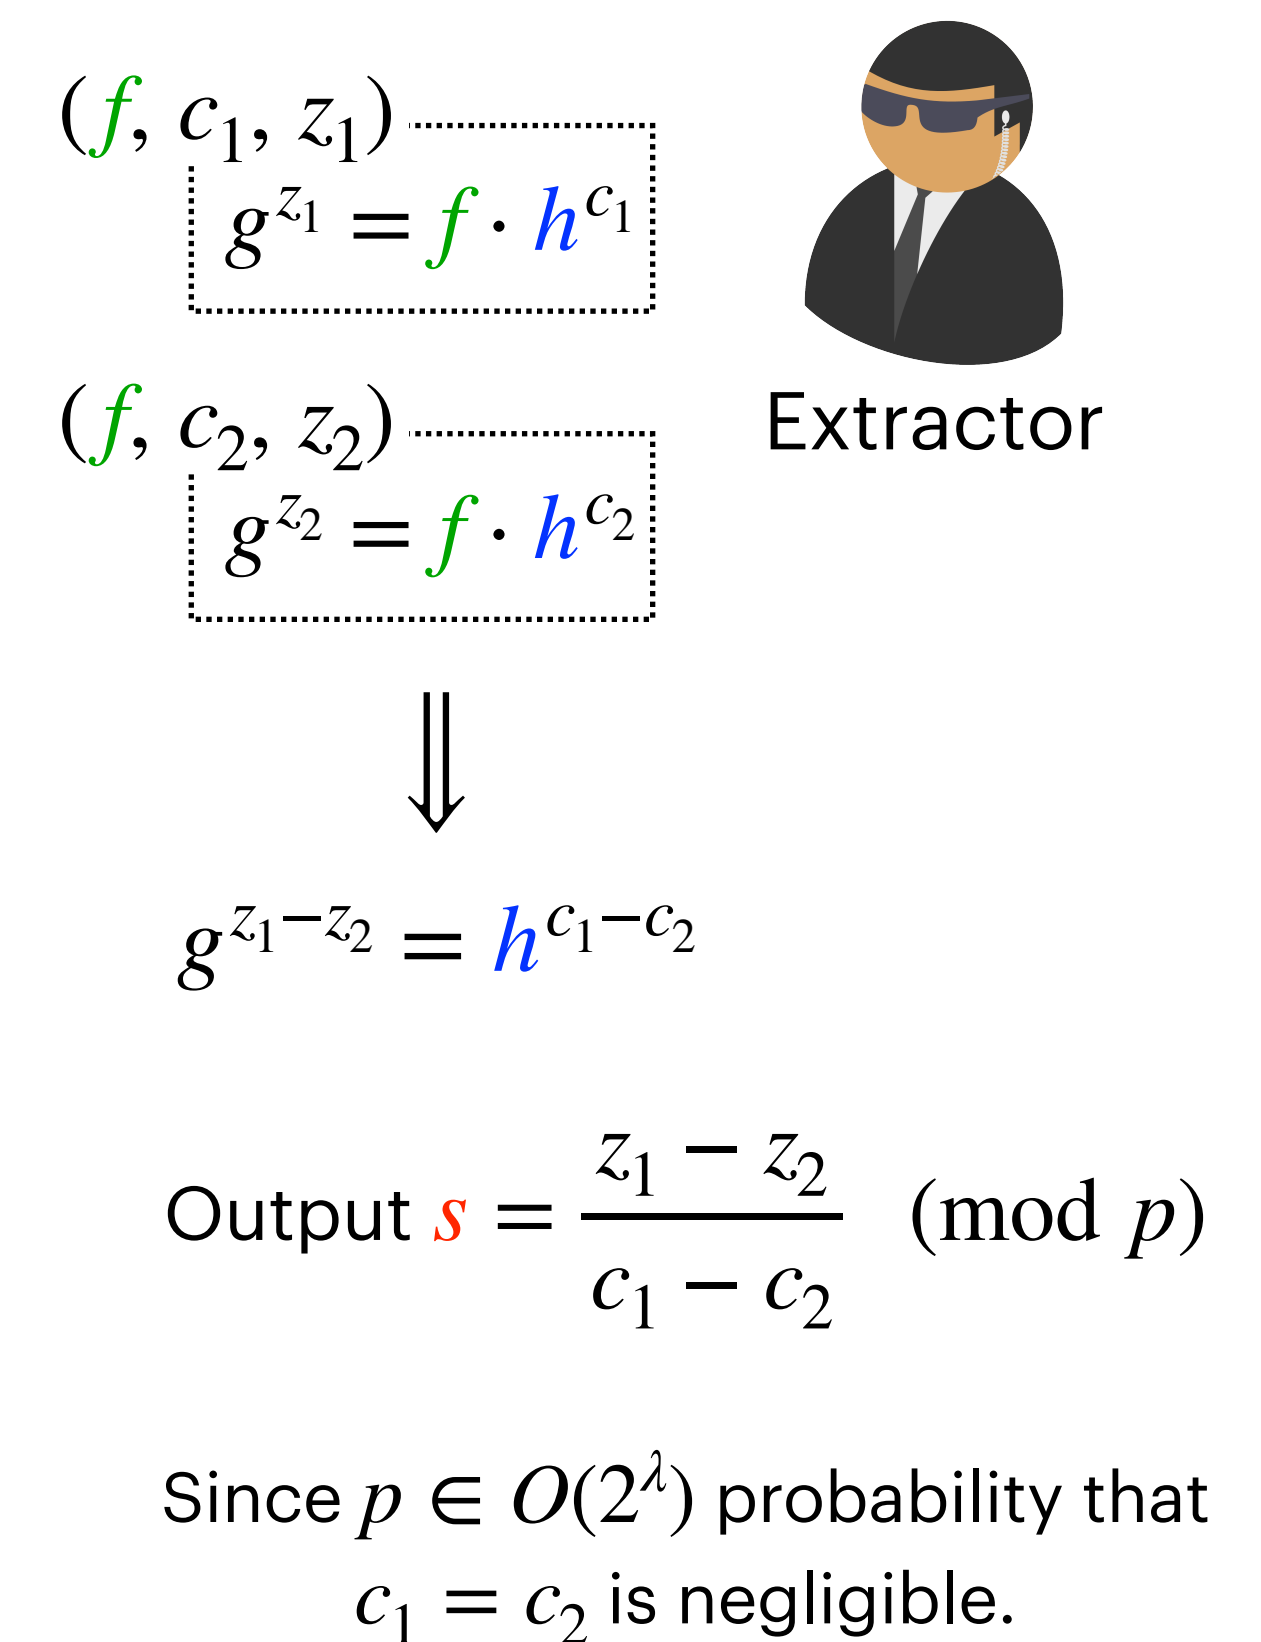 (f, c₁, z₁)
g^{z₁} = f · h^{c₁}
Extractor
(f, c₂, z₂)
g^{z₂} = f · h^{c₂}
⇓
g^{z₁−z₂} = h^{c₁−c₂}
Output s = \frac{z₁ − z₂}{c₁ − c₂} (mod p)
Since p ∈ O(2^λ) probability that
c₁ = c₂ is negligible.